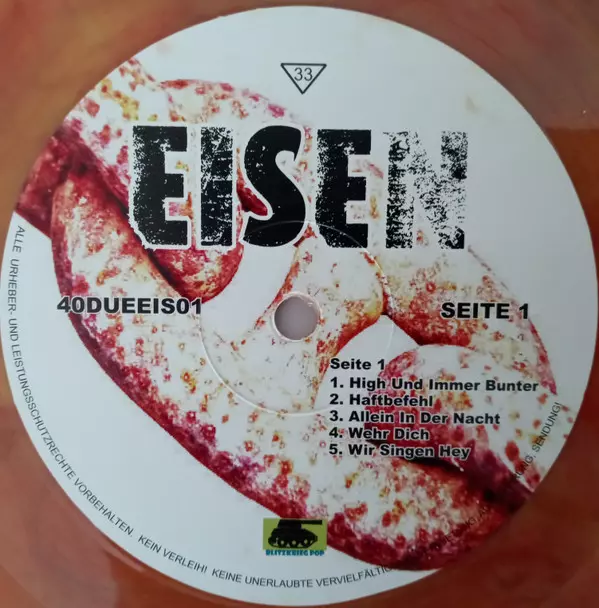 33
EISEN
40DUEEIS01
SEITE 1
Seite 1
1. High Und Immer Bunter
2. Haftbefehl
3. Allein In Der Nacht
4. Wehr Dich
5. Wir Singen Hey
BLITZKRIEG POP
ALLE URHEBER- UND LEISTUNGSSCHUTZRECHTE VORBEHALTEN. KEIN VERLEIH! KEINE UNERLAUBTE VERVIELFÄLTIG SENDUNG!